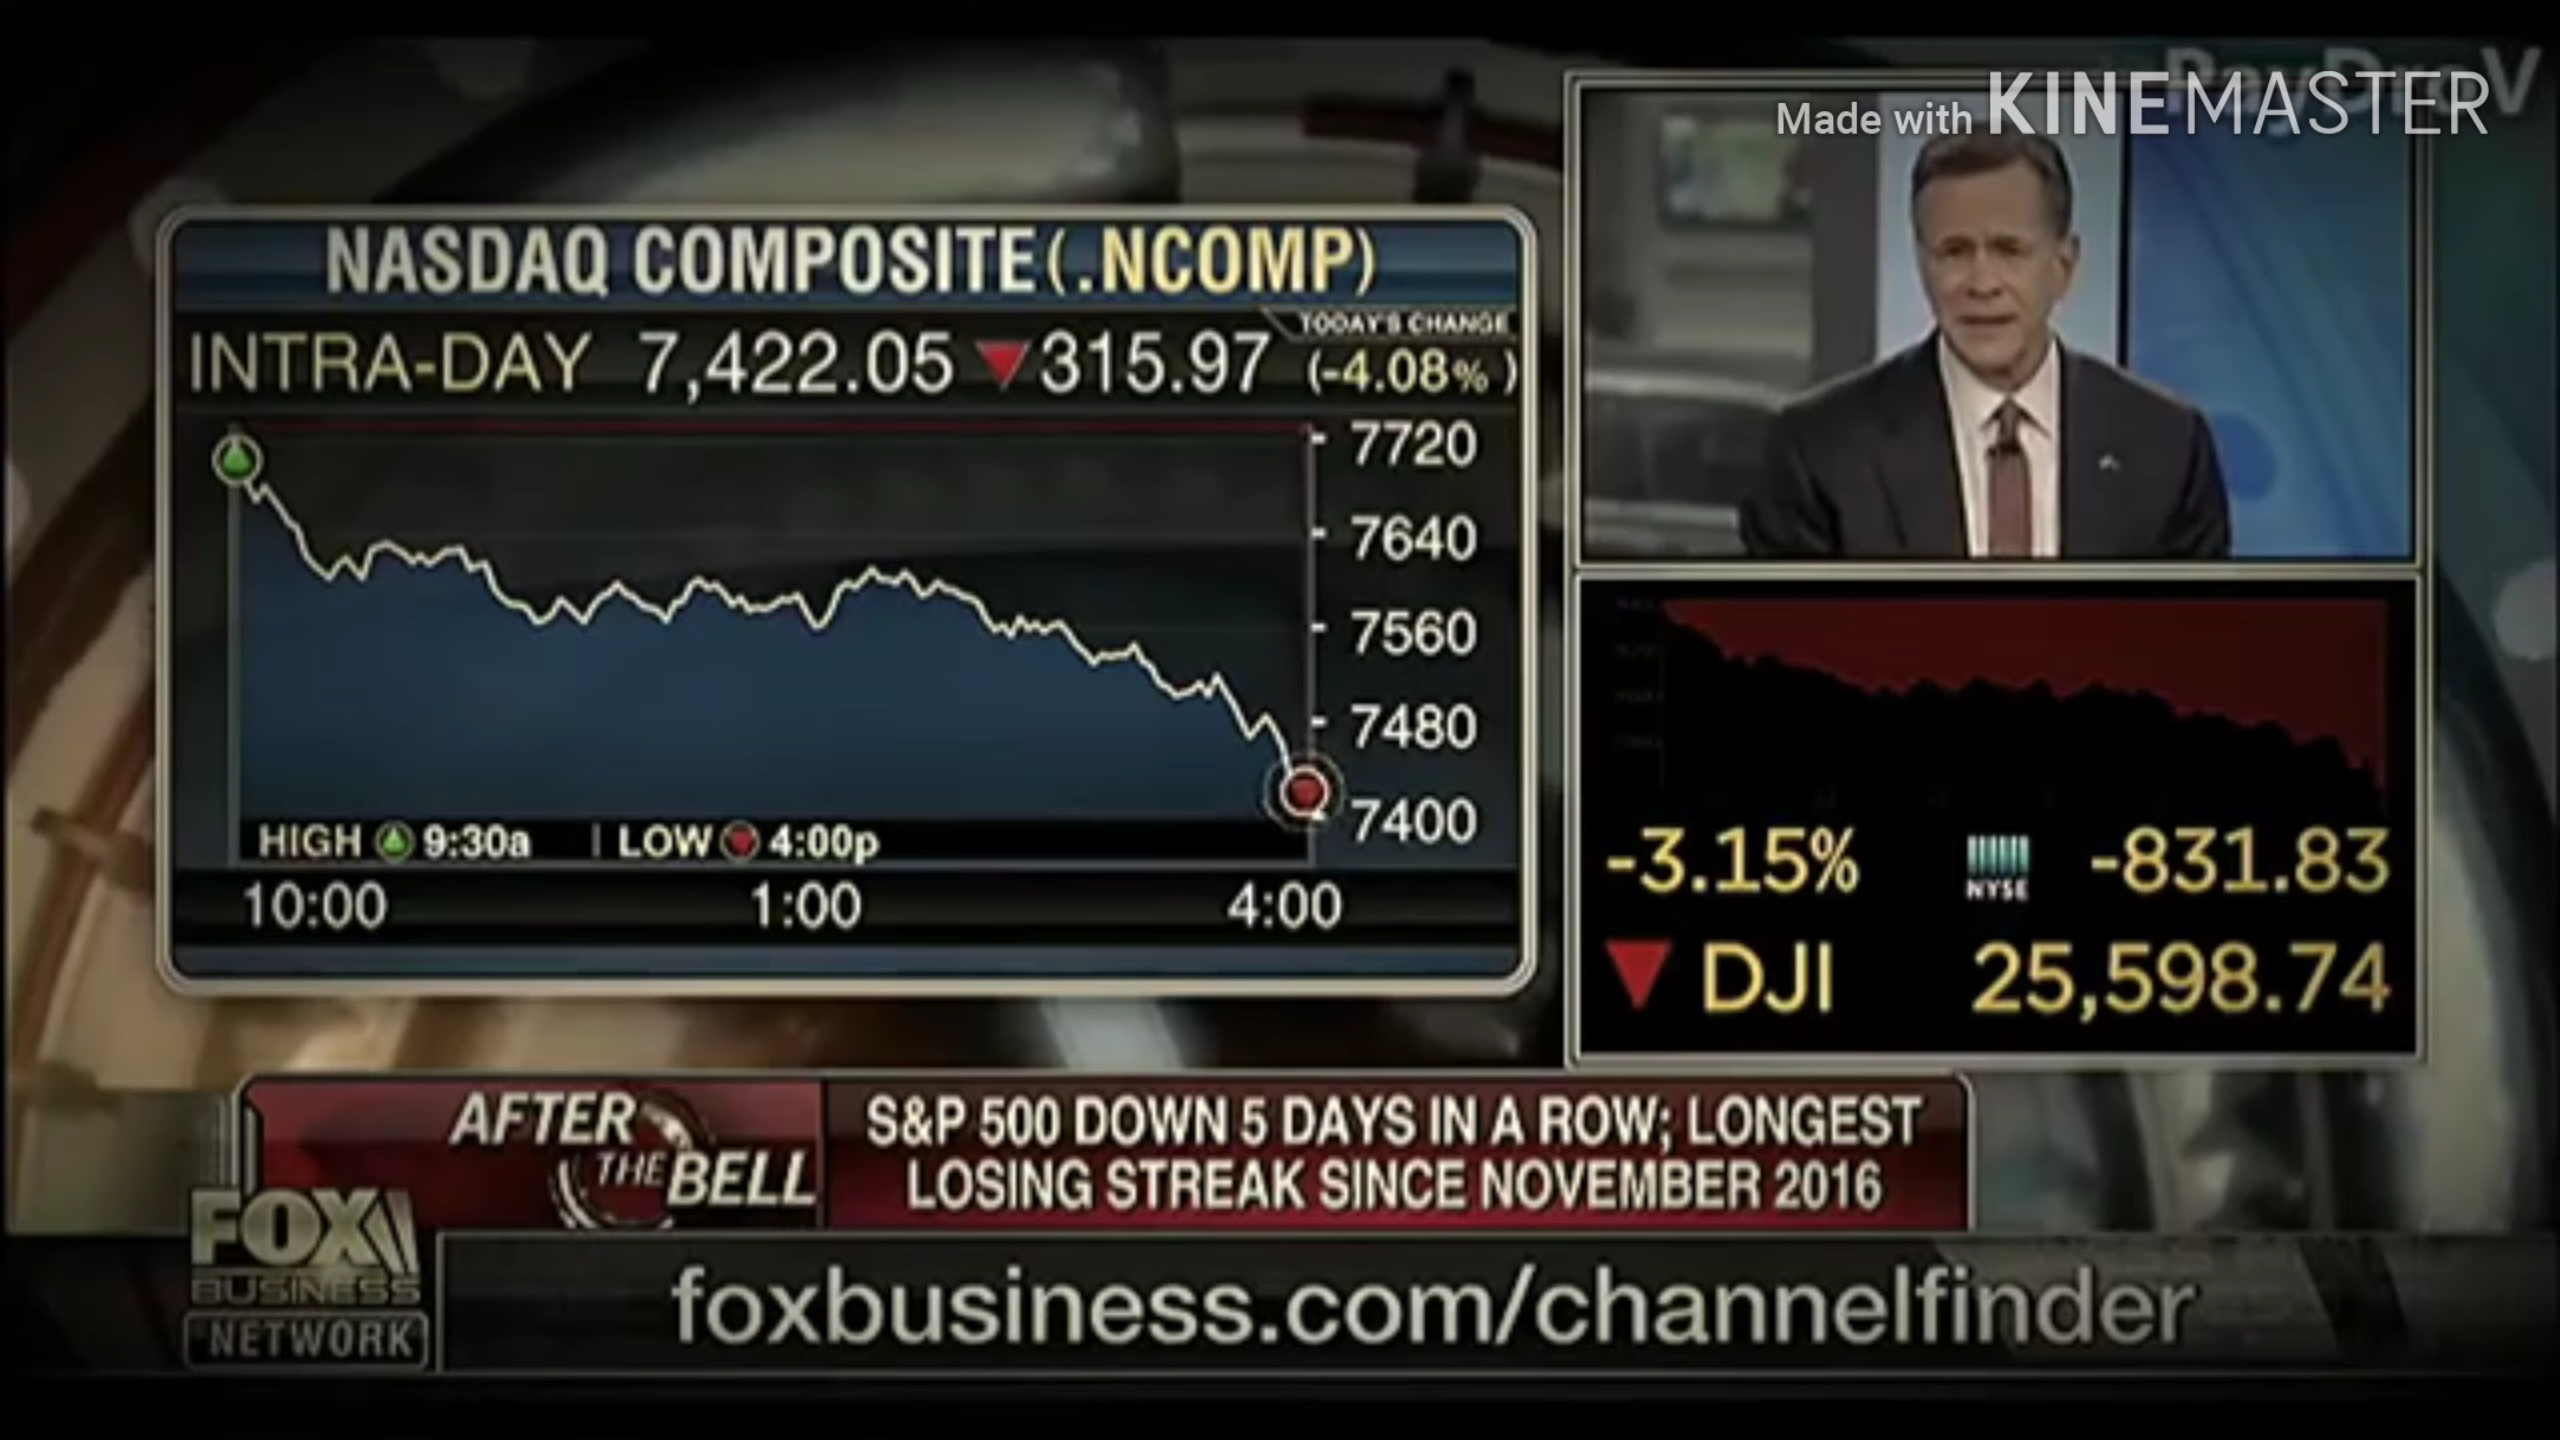 Made with KINEMASTER
NASDAQ COMPOSITE(.NCOMP)
TODAY'S CHANGE
INTRA-DAY 7,422.05 ▼315.97 (-4.08%)
7720
7640
7560
7480
7400
HIGH 9:30a | LOW 4:00p
10:00 1:00 4:00
-3.15% NYSE -831.83
▼ DJI 25,598.74
AFTER THE BELL
S&P 500 DOWN 5 DAYS IN A ROW; LONGEST
LOSING STREAK SINCE NOVEMBER 2016
FOX
BUSINESS
NETWORK
foxbusiness.com/channelfinder